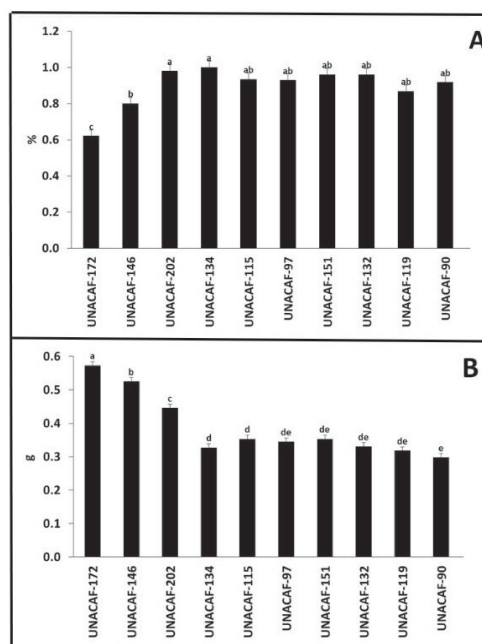 A
1.2
1.0
0.8
0.6
0.4
0.2
0.0
%
c
b
a
a
ab
ab
ab
ab
ab
ab
UNACAF-172
UNACAF-146
UNACAF-202
UNACAF-134
UNACAF-115
UNACAF-97
UNACAF-151
UNACAF-132
UNACAF-119
UNACAF-90
B
0.6
0.5
0.4
0.3
0.2
0.1
0.0
g
a
b
c
d
d
de
de
de
de
e
UNACAF-172
UNACAF-146
UNACAF-202
UNACAF-134
UNACAF-115
UNACAF-97
UNACAF-151
UNACAF-132
UNACAF-119
UNACAF-90